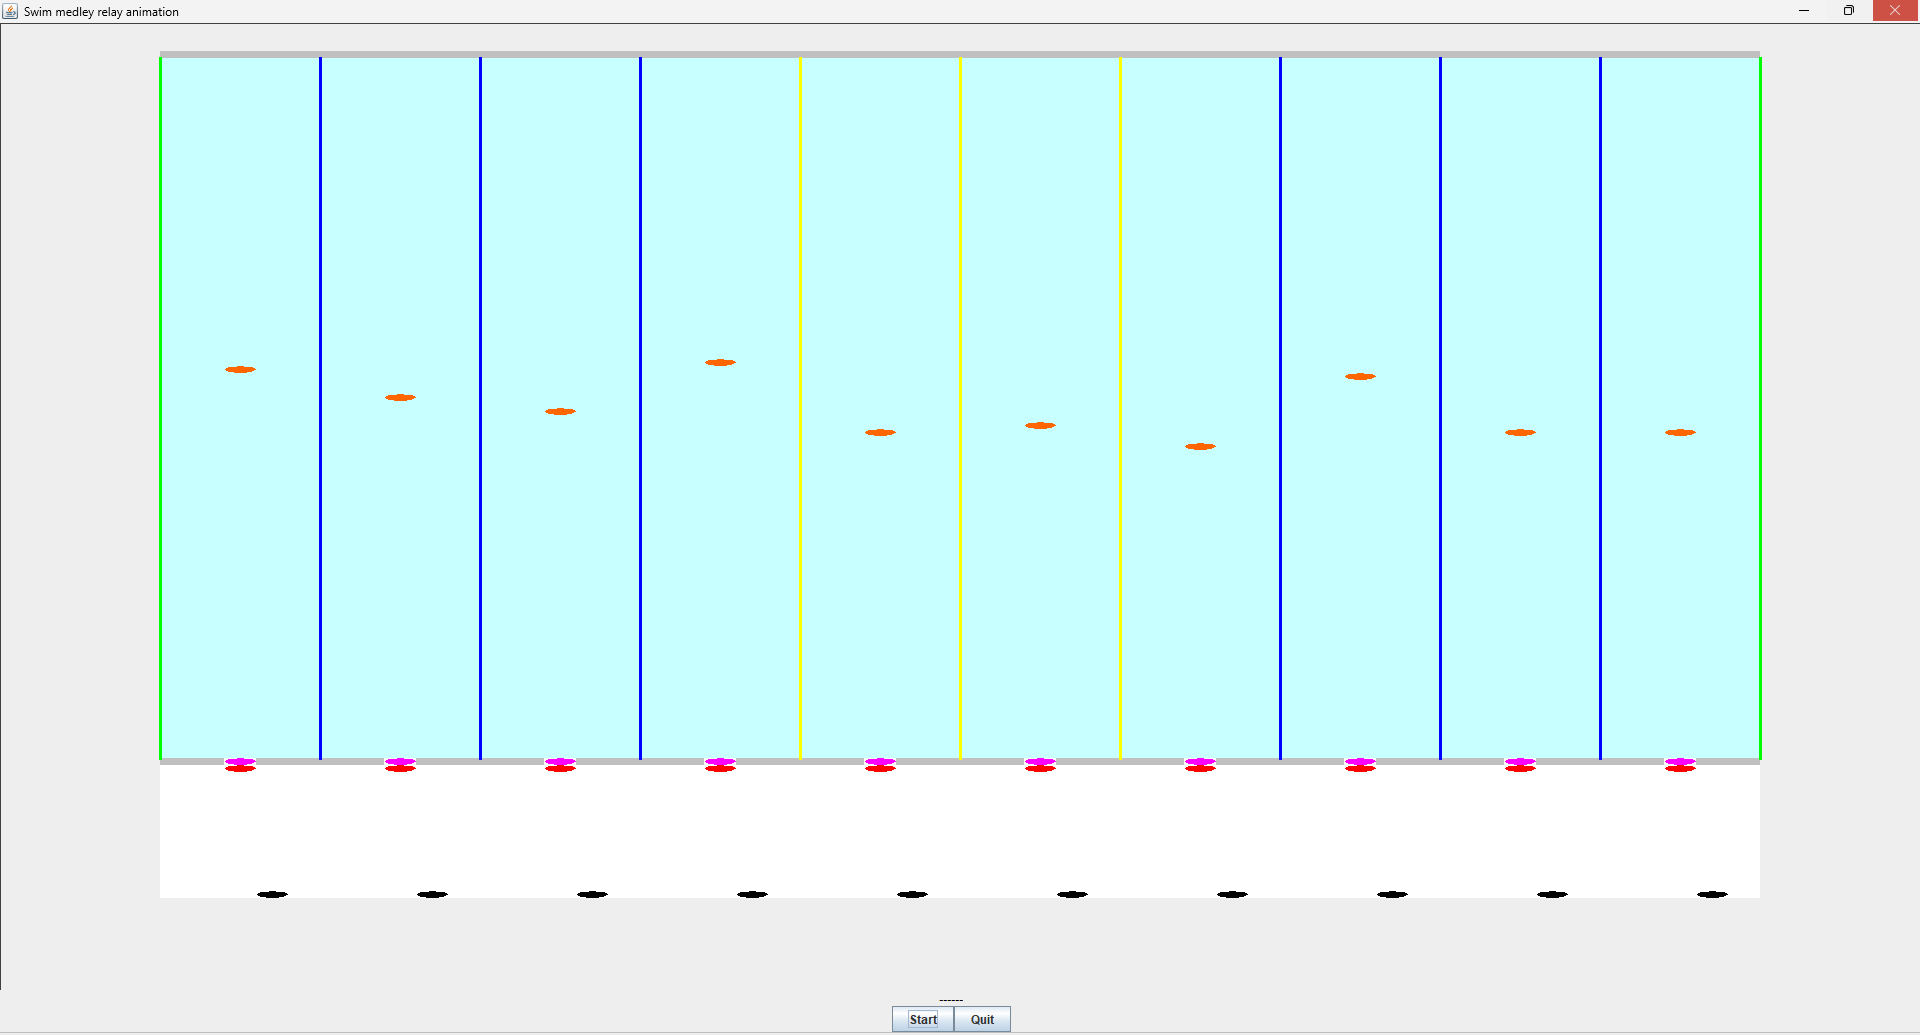 Swim medley relay animation
------
Start
Quit